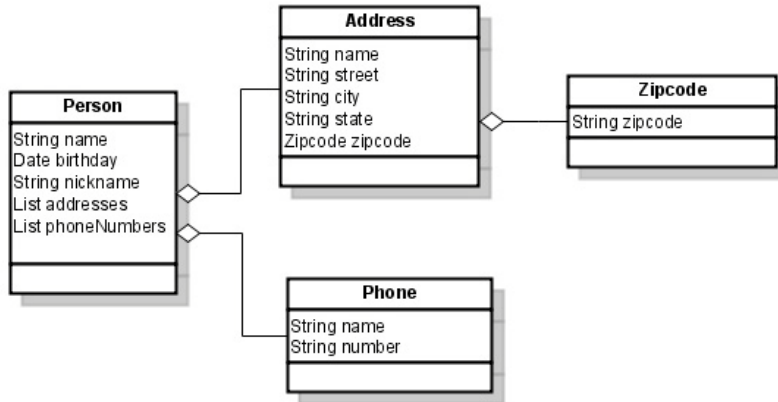 Person
String name
Date birthday
String nickname
List addresses
List phoneNumbers
Address
String name
String street
String city
String state
Zipcode zipcode
Zipcode
String zipcode
Phone
String name
String number